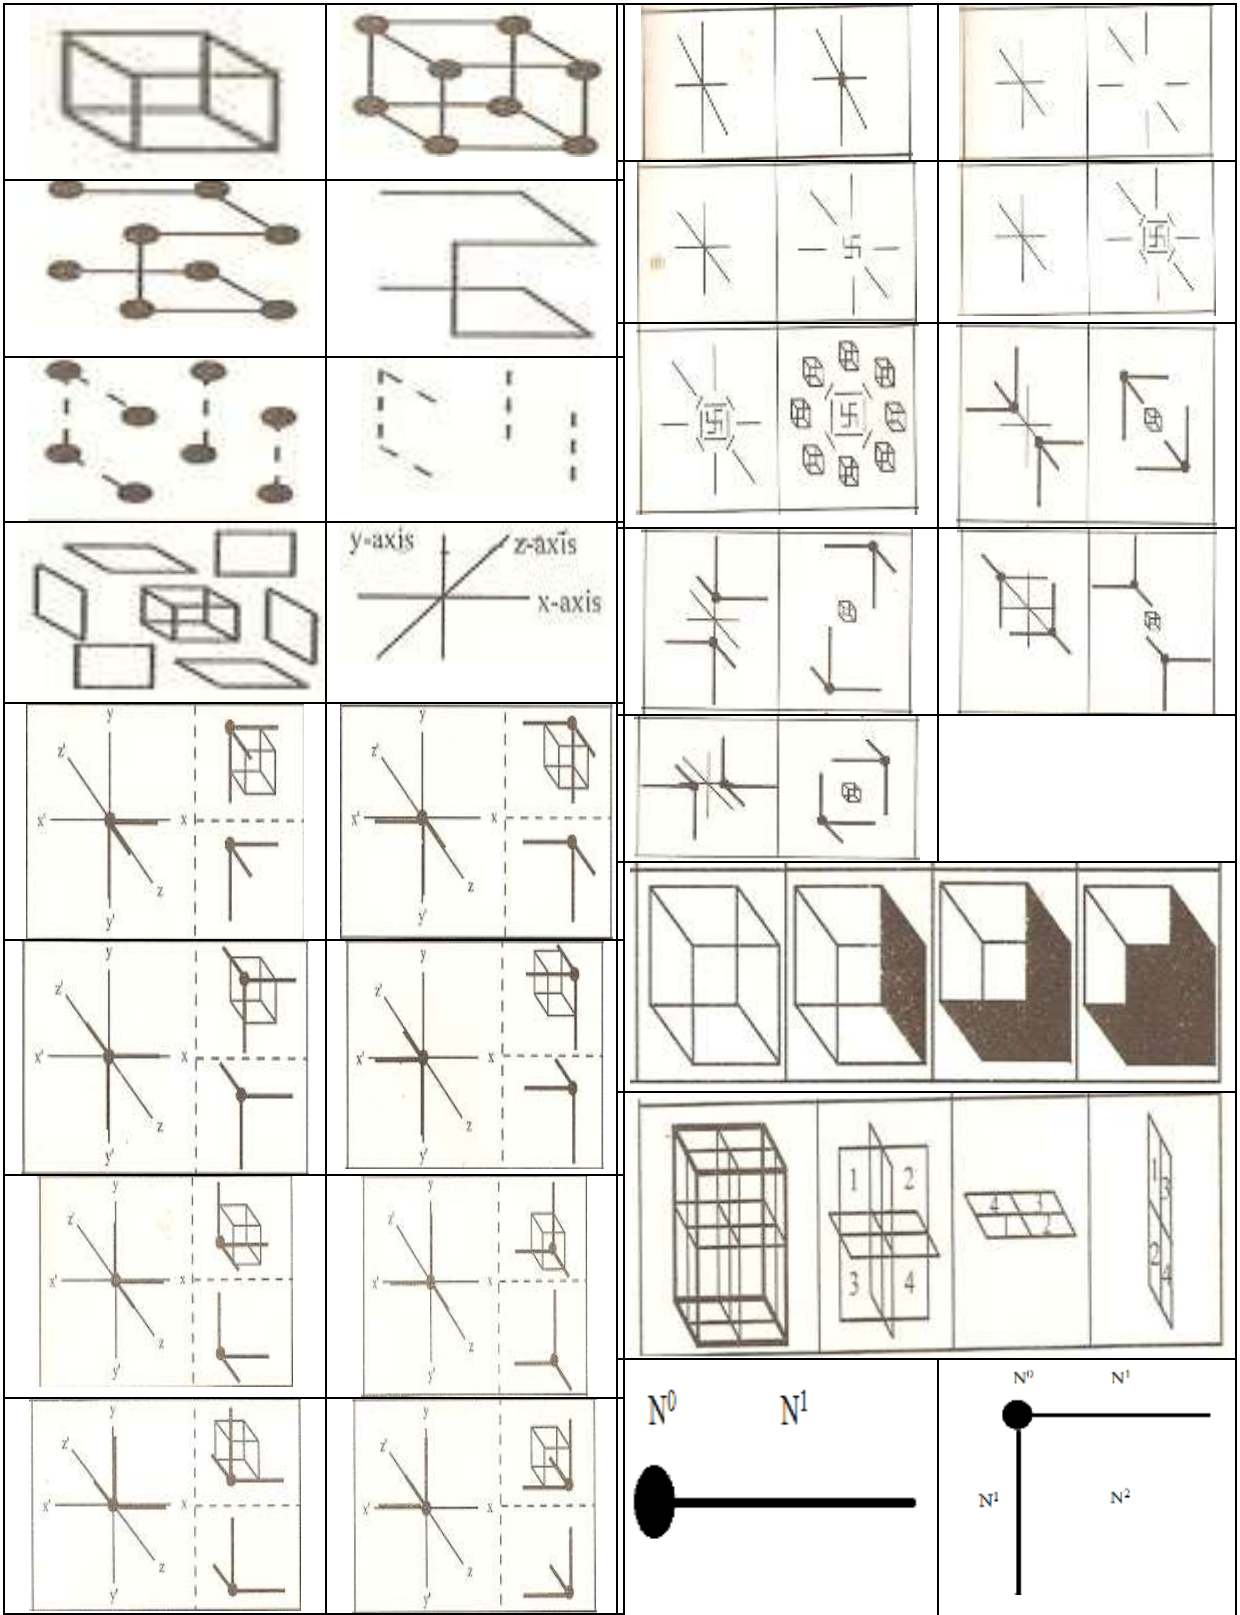 y-axis
z-axis
x-axis
y
z'
x'
x
z
y'
y
z'
x'
x
z
y'
y
z'
x'
x
z
y'
y
z'
x'
x
z
y'
y
z'
x'
x
z
y'
y
z'
x'
x
z
y'
y
z'
x'
x
z
y'
y
z'
x'
x
z
y'
1 2
3 4
4 3
1 2
1 3
2 4
N⁰ N¹
N⁰ N¹
N¹ N²